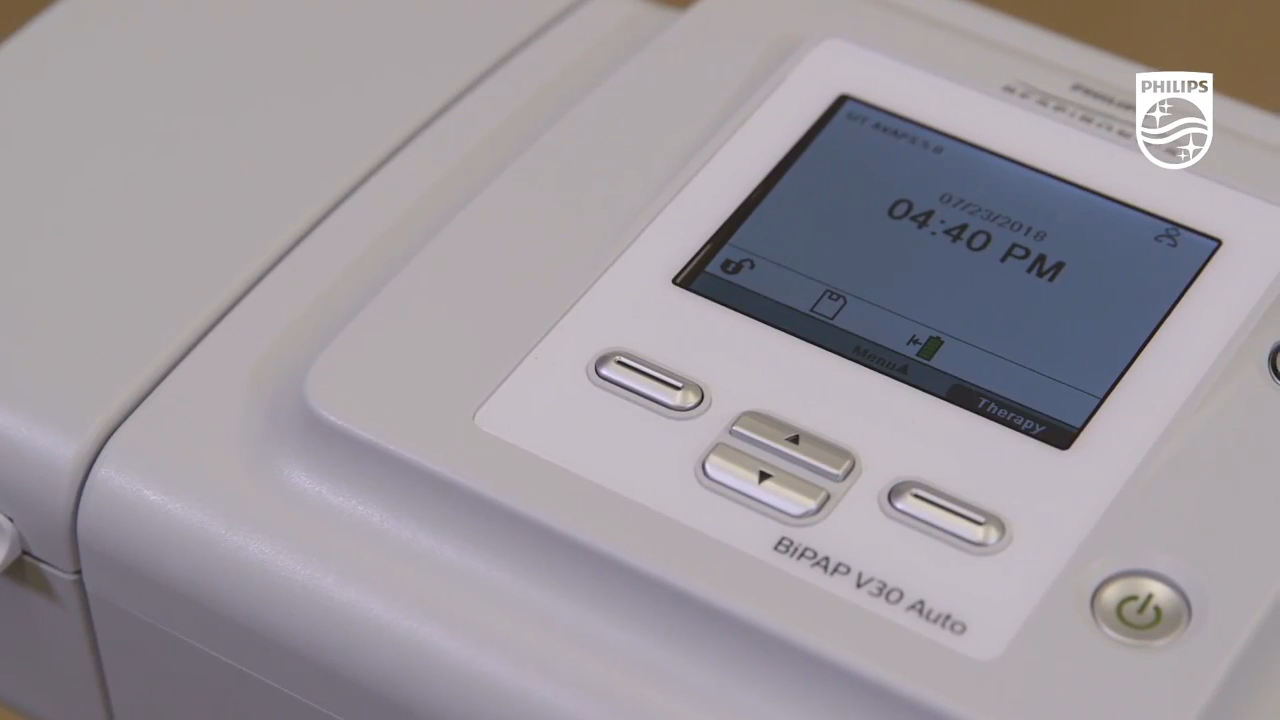 PHILIPS
07/23/2018
04:40 PM
Menu▲
Therapy
BiPAP V30 Auto